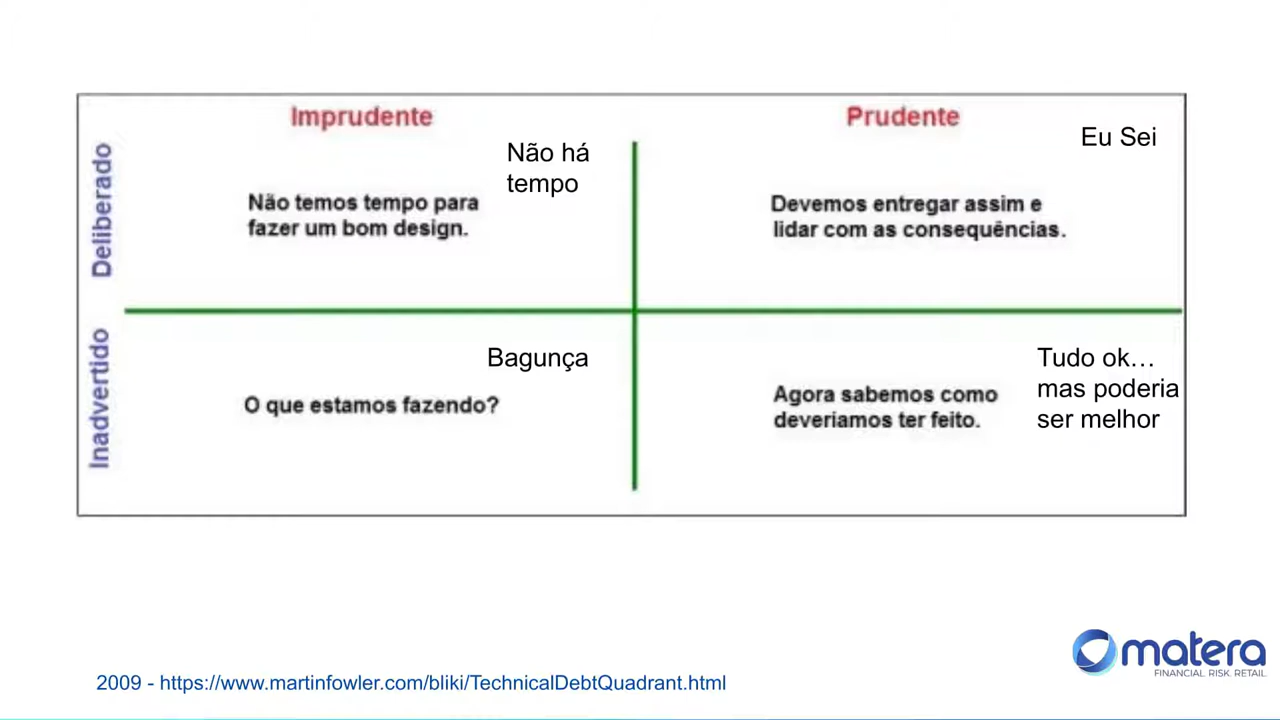 Imprudente
Prudente
Eu Sei
Não há
tempo
Deliberado
Não temos tempo para
fazer um bom design.
Devemos entregar assim e
lidar com as consequências.
Inadvertido
Bagunça
O que estamos fazendo?
Tudo ok…
mas poderia
ser melhor
Agora sabemos como
deveriamos ter feito.
matera
FINANCIAL. RISK. RETAIL.
2009 - https://www.martinfowler.com/bliki/TechnicalDebtQuadrant.html